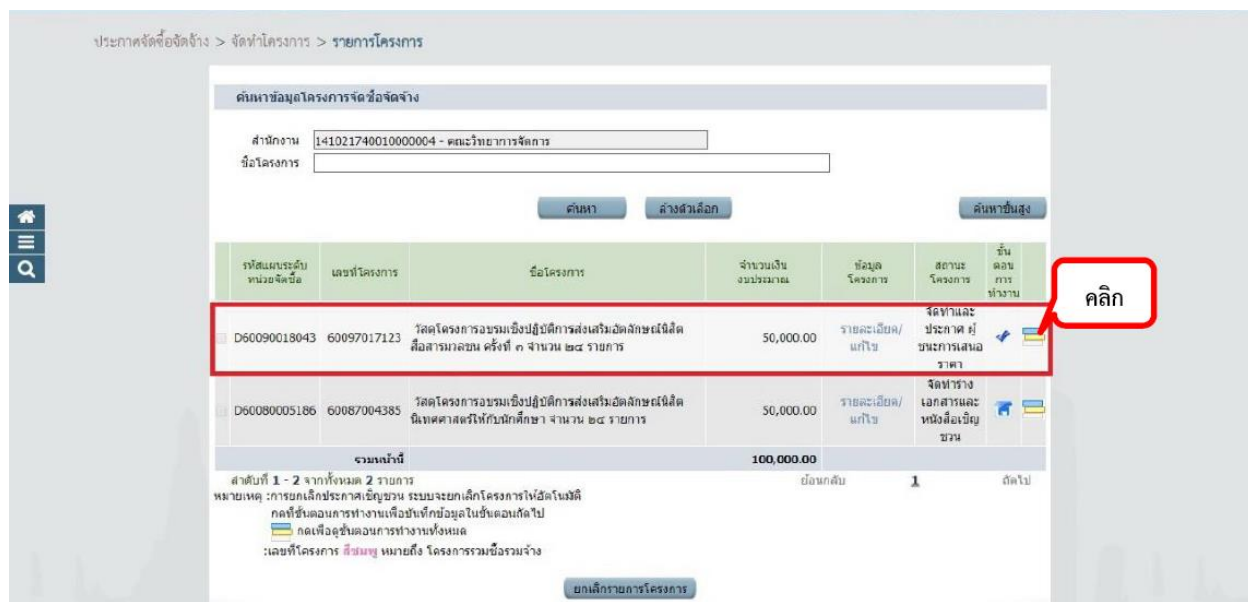 ประกาศจัดซื้อจัดจ้าง > จัดทำโครงการ > รายการโครงการ
ค้นหาข้อมูลโครงการจัดซื้อจัดจ้าง
สำนักงาน 141021740010000004 - คณะวิทยาการจัดการ
ชื่อโครงการ
ค้นหา ล้างตัวเลือก ค้นหาขั้นสูง
รหัสแผนระดับ
หน่วยจัดซื้อ
เลขที่โครงการ
ชื่อโครงการ
จำนวนเงิน
งบประมาณ
ข้อมูล
โครงการ
สถานะ
โครงการ
ขั้น
ตอน
การ
ทำงาน
คลิก
D60090018043 60097017123
วัสดุโครงการอบรมเชิงปฏิบัติการส่งเสริมอัตลักษณ์นิสิต
สื่อสารมวลชน ครั้งที่ ๓ จำนวน ๒๔ รายการ
50,000.00
รายละเอียด/
แก้ไข
จัดทำและ
ประกาศ ผู้
ชนะการเสนอ
ราคา
D60080005186 60087004385
วัสดุโครงการอบรมเชิงปฏิบัติการส่งเสริมอัตลักษณ์นิสิต
นิเทศศาสตร์ให้กับนักศึกษา จำนวน ๒๔ รายการ
50,000.00
รายละเอียด/
แก้ไข
จัดทำร่าง
เอกสารและ
หนังสือเชิญ
ชวน
รวมหน้านี้ 100,000.00
ลำดับที่ 1 - 2 จากทั้งหมด 2 รายการ ย้อนกลับ 1 ถัดไป
หมายเหตุ :การยกเลิกประกาศเชิญชวน ระบบจะยกเลิกโครงการให้อัตโนมัติ
กดที่ขั้นตอนการทำงานเพื่อบันทึกข้อมูลในขั้นตอนถัดไป
กดเพื่อดูขั้นตอนการทำงานทั้งหมด
:เลขที่โครงการ สีชมพู หมายถึง โครงการรวมซื้อรวมจ้าง
ยกเลิกรายการโครงการ